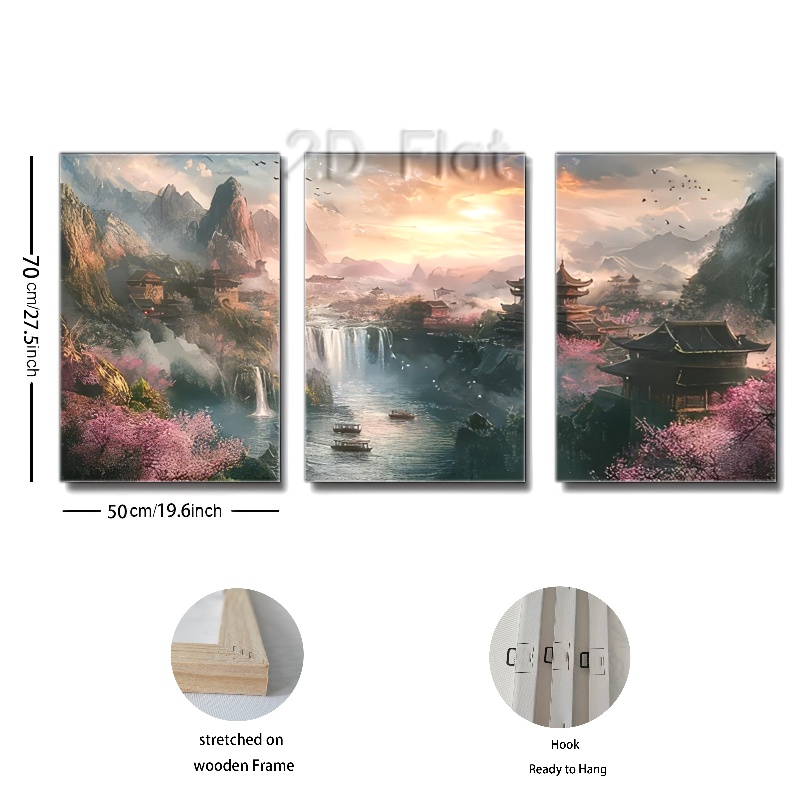 2D Flat
70 cm/27.5inch
50cm/19.6inch
stretched on
wooden Frame
Hook
Ready to Hang